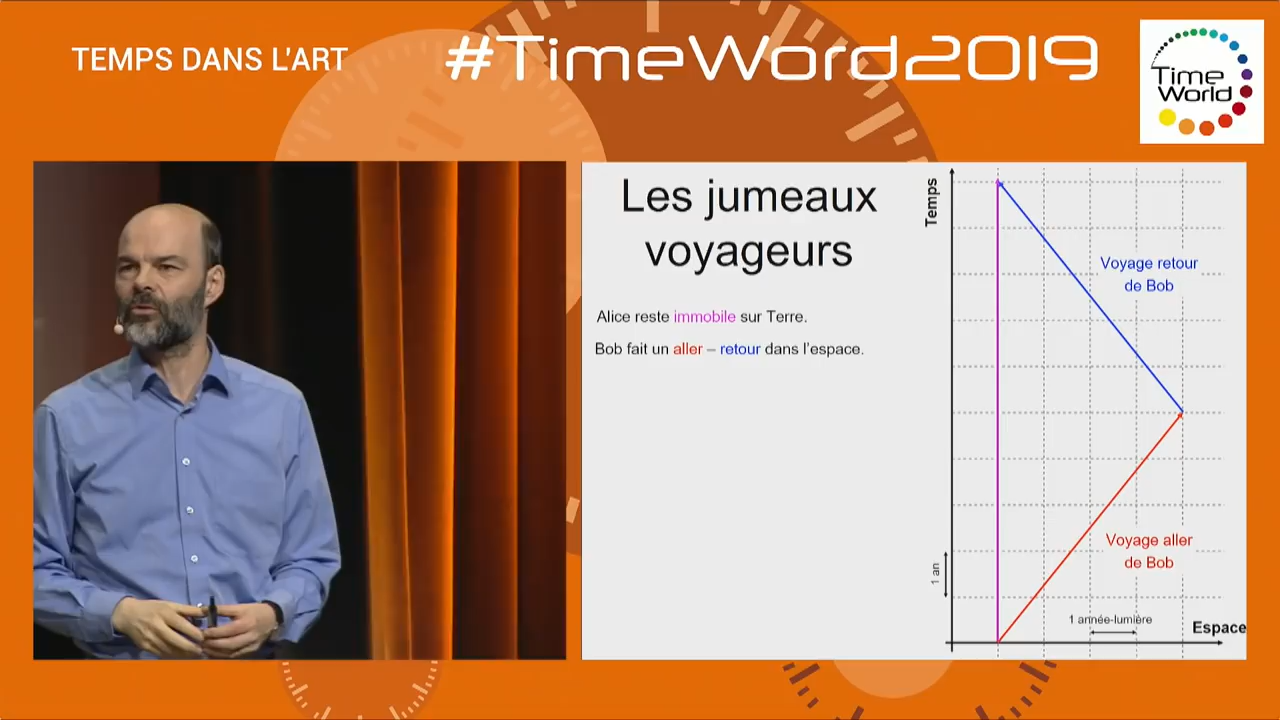 TEMPS DANS L'ART
#TimeWord2019
Time
World
Les jumeaux
voyageurs
Alice reste immobile sur Terre.
Bob fait un aller – retour dans l'espace.
Temps
Voyage retour
de Bob
Voyage aller
de Bob
1 an
1 année-lumière
Espace